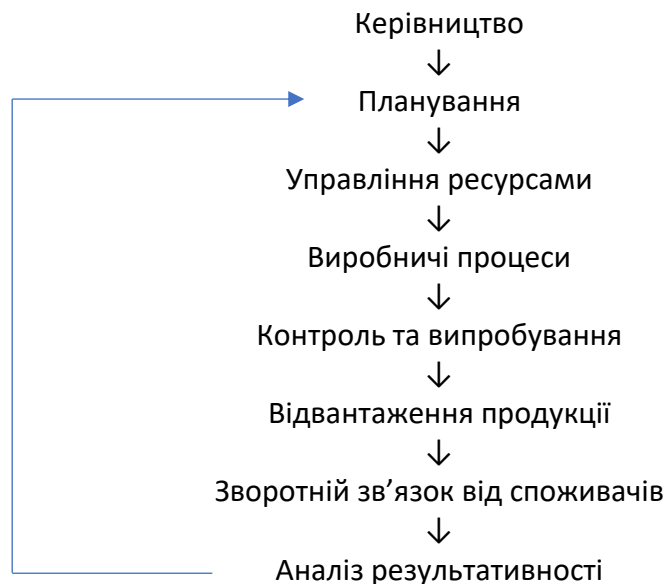 Керівництво
↓
Планування
↓
Управління ресурсами
↓
Виробничі процеси
↓
Контроль та випробування
↓
Відвантаження продукції
↓
Зворотній зв’язок від споживачів
↓
Аналіз результативності